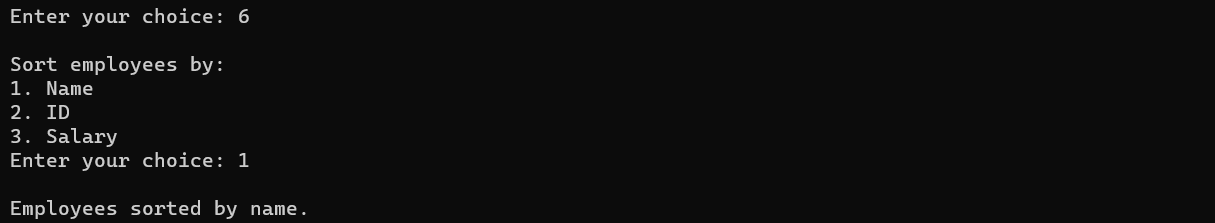 Enter your choice: 6
Sort employees by:
1. Name
2. ID
3. Salary
Enter your choice: 1
Employees sorted by name.